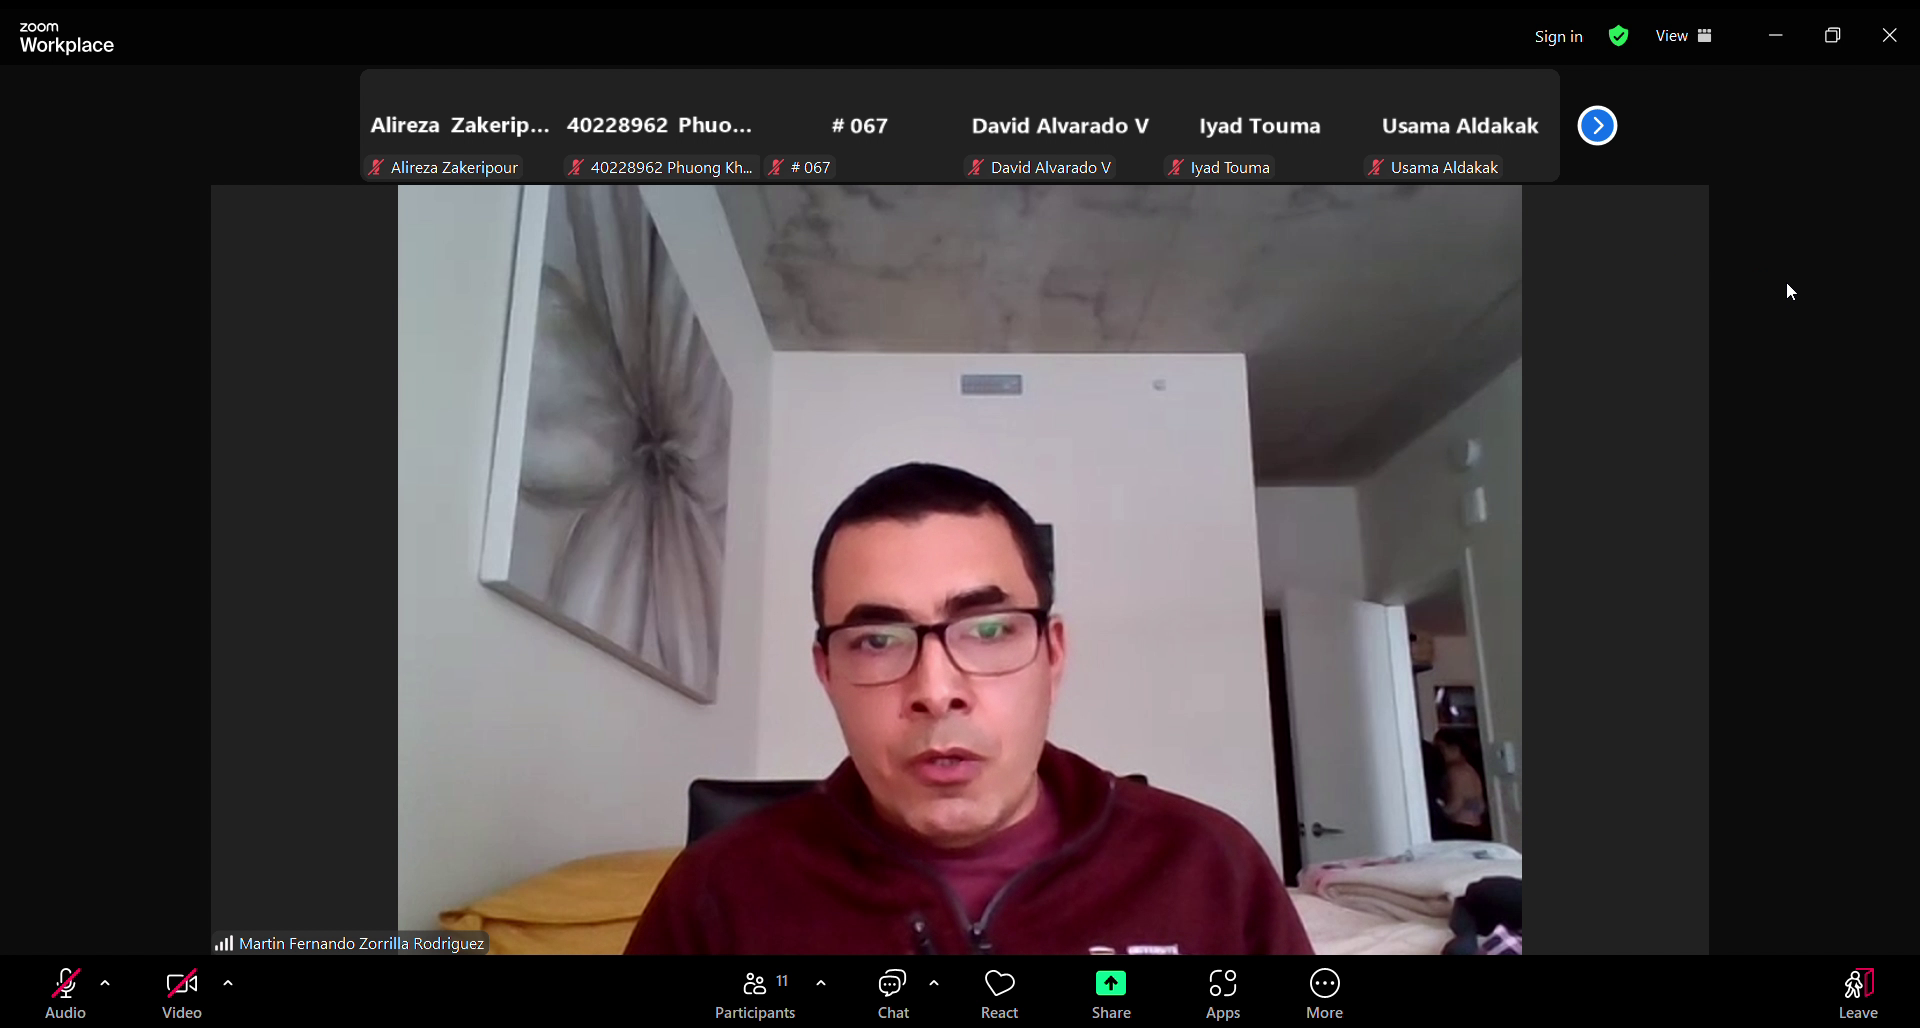 zoom
Workplace
Sign in
View
Alireza Zakerip...
40228962 Phuo...
# 067
David Alvarado V
Iyad Touma
Usama Aldakak
Alireza Zakeripour
40228962 Phuong Kh...
# 067
David Alvarado V
Iyad Touma
Usama Aldakak
Martin Fernando Zorrilla Rodriguez
Audio
Video
11
Participants
Chat
React
Share
Apps
More
Leave